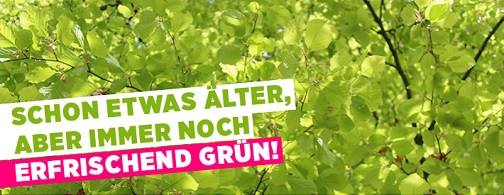 SCHON ETWAS ÄLTER,
ABER IMMER NOCH
ERFRISCHEND GRÜN!